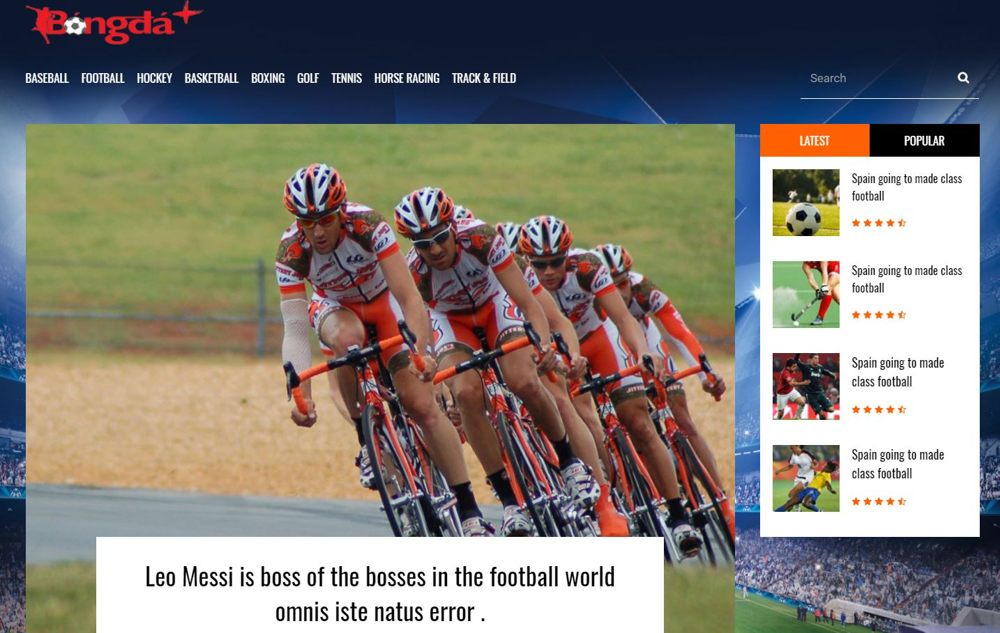 Bóngdá+
BASEBALL FOOTBALL HOCKEY BASKETBALL BOXING GOLF TENNIS HORSE RACING TRACK & FIELD
Search
LATEST POPULAR
Spain going to made class
football
Spain going to made class
football
Spain going to made
class football
Spain going to made
class football
Leo Messi is boss of the bosses in the football world
omnis iste natus error .